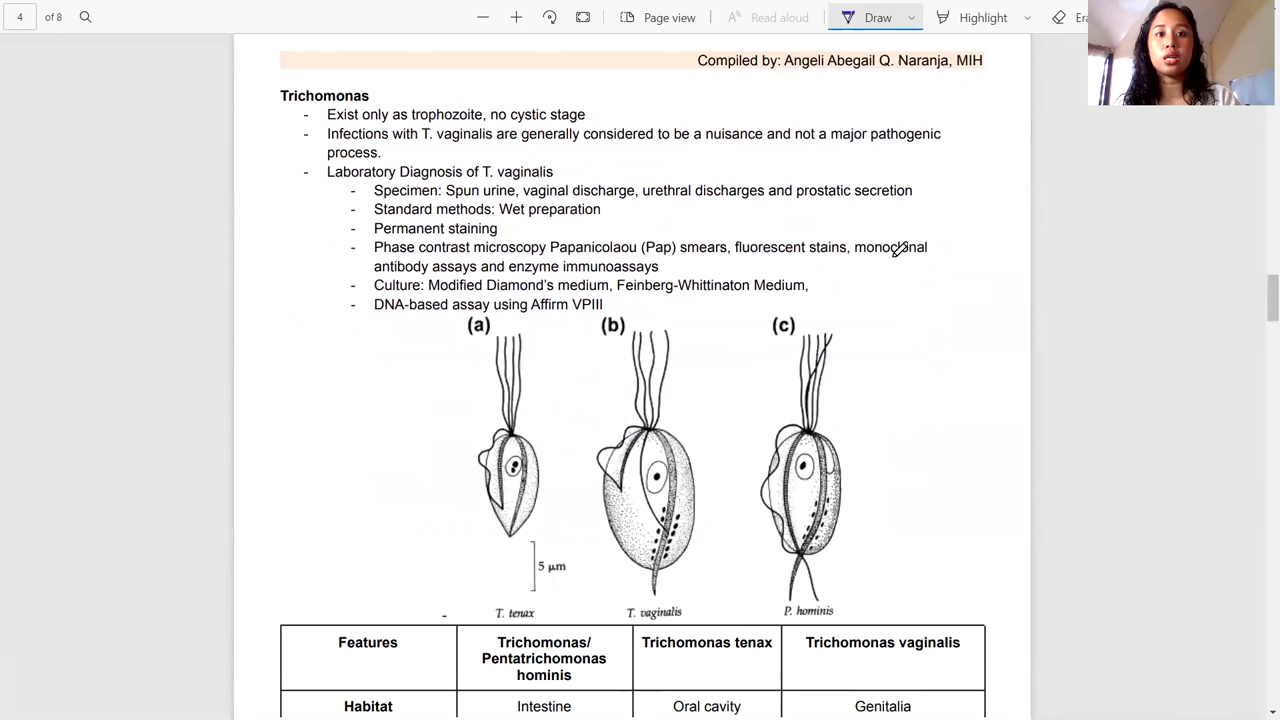 4 of 8 Page view Read aloud Draw Highlight
Compiled by: Angeli Abegail Q. Naranja, MIH
Trichomonas
- Exist only as trophozoite, no cystic stage
- Infections with T. vaginalis are generally considered to be a nuisance and not a major pathogenic
process.
- Laboratory Diagnosis of T. vaginalis
- Specimen: Spun urine, vaginal discharge, urethral discharges and prostatic secretion
- Standard methods: Wet preparation
- Permanent staining
- Phase contrast microscopy Papanicolaou (Pap) smears, fluorescent stains, monoclonal
antibody assays and enzyme immunoassays
- Culture: Modified Diamond's medium, Feinberg-Whittinaton Medium,
- DNA-based assay using Affirm VPIII
(a) (b) (c)
5 µm
- T. tenax T. vaginalis P. hominis
Features Trichomonas/ Trichomonas tenax Trichomonas vaginalis
Pentatrichomonas
hominis
Habitat Intestine Oral cavity Genitalia